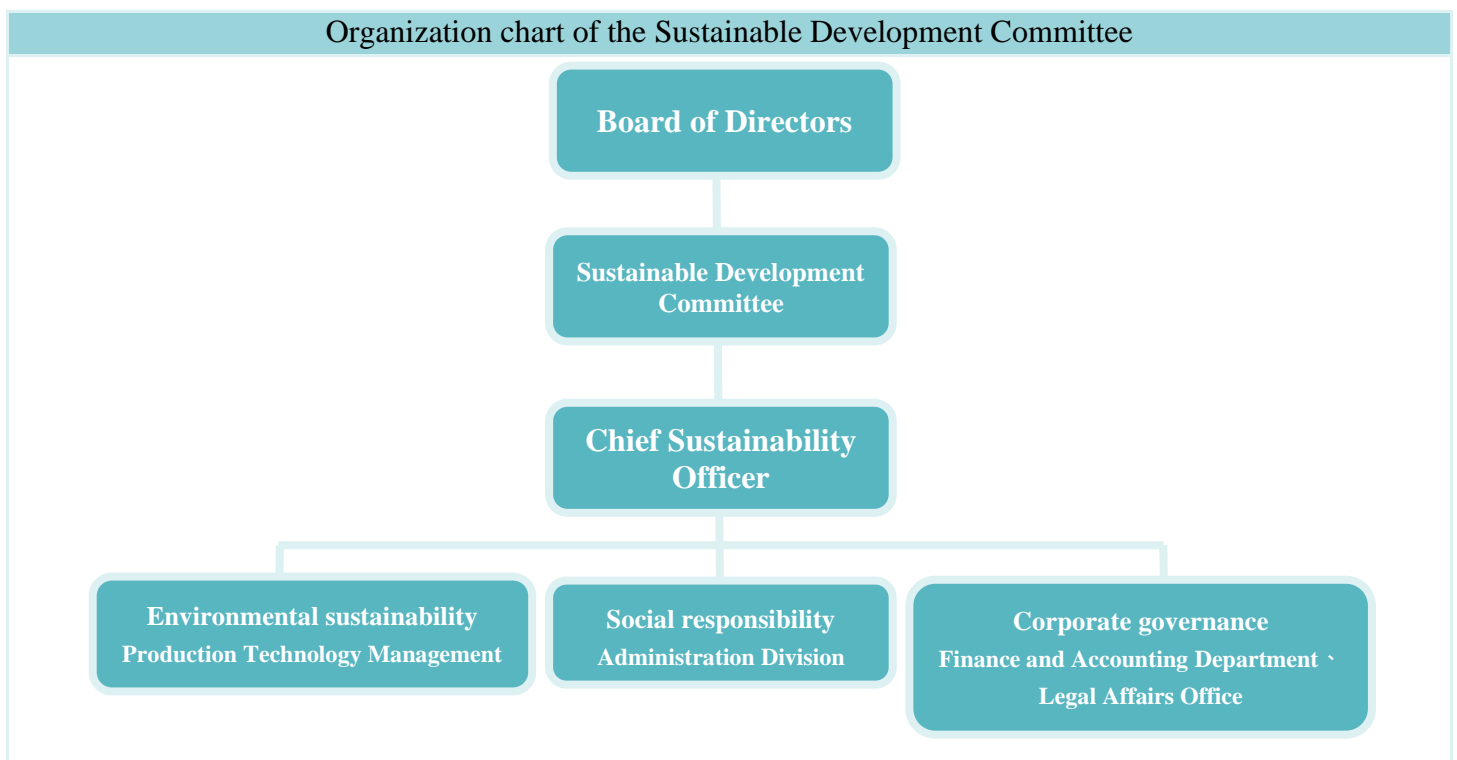 Organization chart of the Sustainable Development Committee
Board of Directors
Sustainable Development
Committee
Chief Sustainability
Officer
Environmental sustainability
Production Technology Management
Social responsibility
Administration Division
Corporate governance
Finance and Accounting Department、
Legal Affairs Office